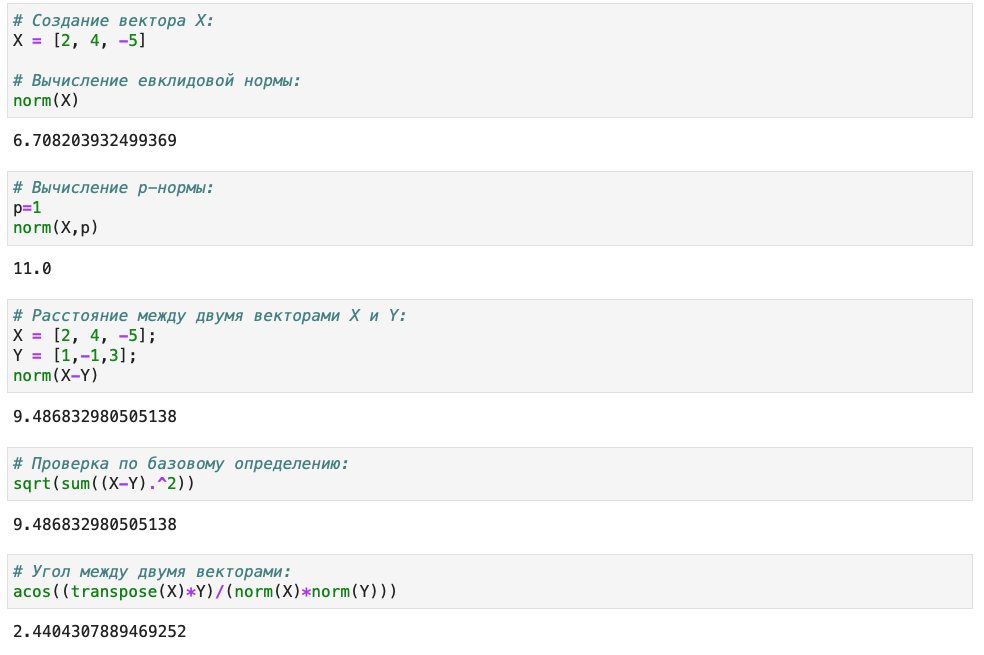 # Создание вектора X:
X = [2, 4, -5]
# Вычисление евклидовой нормы:
norm(X)
6.708203932499369
# Вычисление p-нормы:
p=1
norm(X,p)
11.0
# Расстояние между двумя векторами X и Y:
X = [2, 4, -5];
Y = [1,-1,3];
norm(X-Y)
9.486832980505138
# Проверка по базовому определению:
sqrt(sum((X-Y).^2))
9.486832980505138
# Угол между двумя векторами:
acos((transpose(X)*Y)/(norm(X)*norm(Y)))
2.4404307889469252